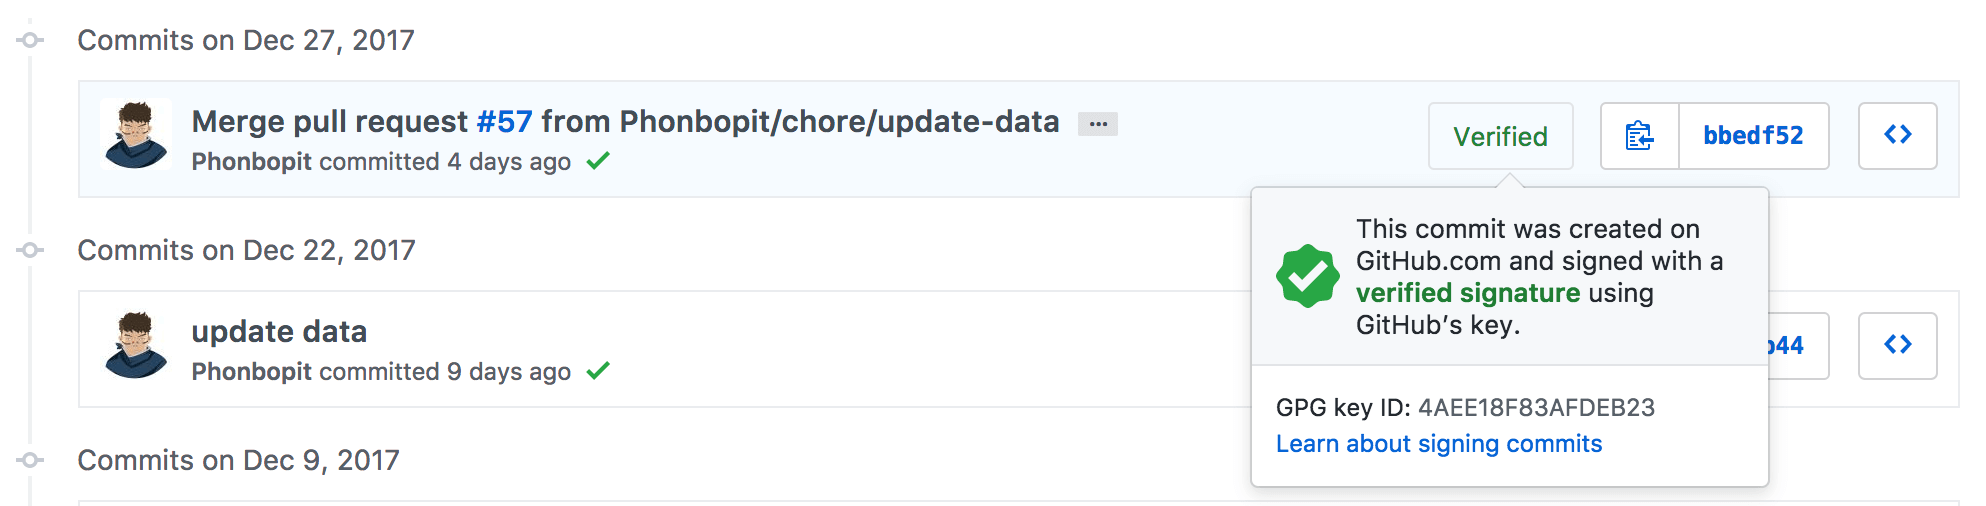 Commits on Dec 27, 2017
Merge pull request #57 from Phonbopit/chore/update-data ...
Phonbopit committed 4 days ago
Verified
bbedf52
This commit was created on
GitHub.com and signed with a
verified signature using
GitHub's key.
GPG key ID: 4AEE18F83AFDEB23
Learn about signing commits
Commits on Dec 22, 2017
update data
Phonbopit committed 9 days ago
44
Commits on Dec 9, 2017